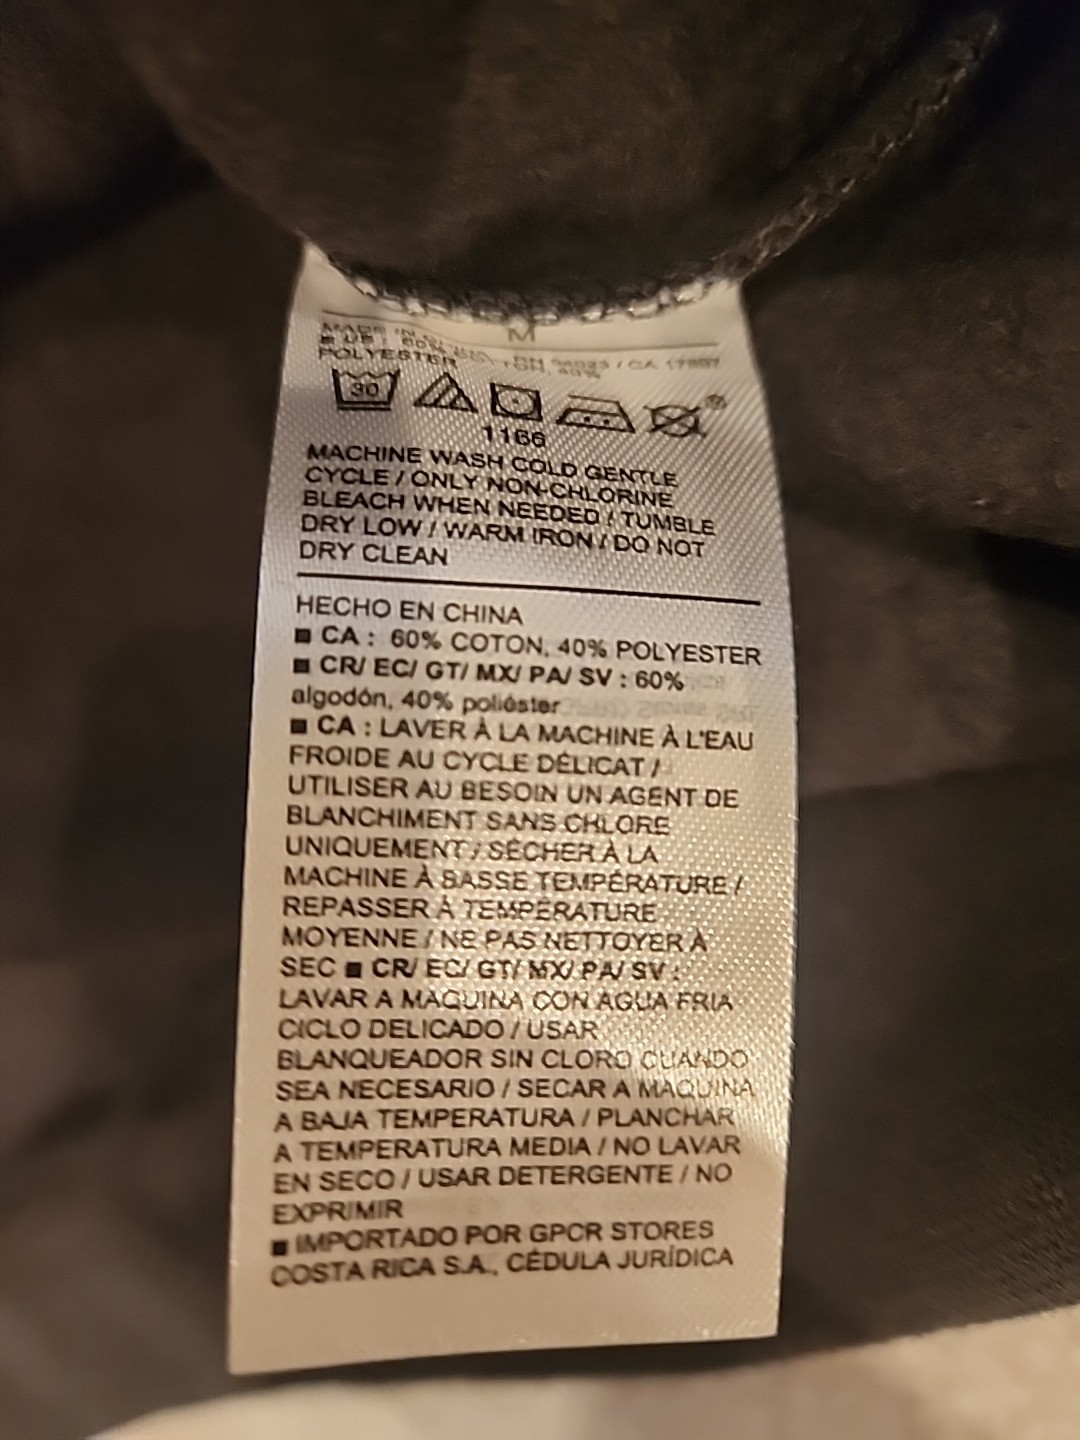 M
MADE IN
POLYESTER
30
1166
MACHINE WASH COLD GENTLE
CYCLE / ONLY NON-CHLORINE
BLEACH WHEN NEEDED / TUMBLE
DRY LOW / WARM IRON / DO NOT
DRY CLEAN
HECHO EN CHINA
■ CA : 60% COTON, 40% POLYESTER
■ CR/ EC/ GT/ MX/ PA/ SV : 60%
algodón, 40% poliéster
■ CA : LAVER À LA MACHINE À L'EAU
FROIDE AU CYCLE DÉLICAT /
UTILISER AU BESOIN UN AGENT DE
BLANCHIMENT SANS CHLORE
UNIQUEMENT / SÉCHER À LA
MACHINE À BASSE TEMPÉRATURE /
REPASSER À TEMPÉRATURE
MOYENNE / NE PAS NETTOYER À
SEC ■ CR/ EC/ GT/ MX/ PA/ SV :
LAVAR A MAQUINA CON AGUA FRIA
CICLO DELICADO / USAR
BLANQUEADOR SIN CLORO CUANDO
SEA NECESARIO / SECAR A MAQUINA
A BAJA TEMPERATURA / PLANCHAR
A TEMPERATURA MEDIA / NO LAVAR
EN SECO / USAR DETERGENTE / NO
EXPRIMIR
■ IMPORTADO POR GPCR STORES
COSTA RICA S.A., CÉDULA JURÍDICA